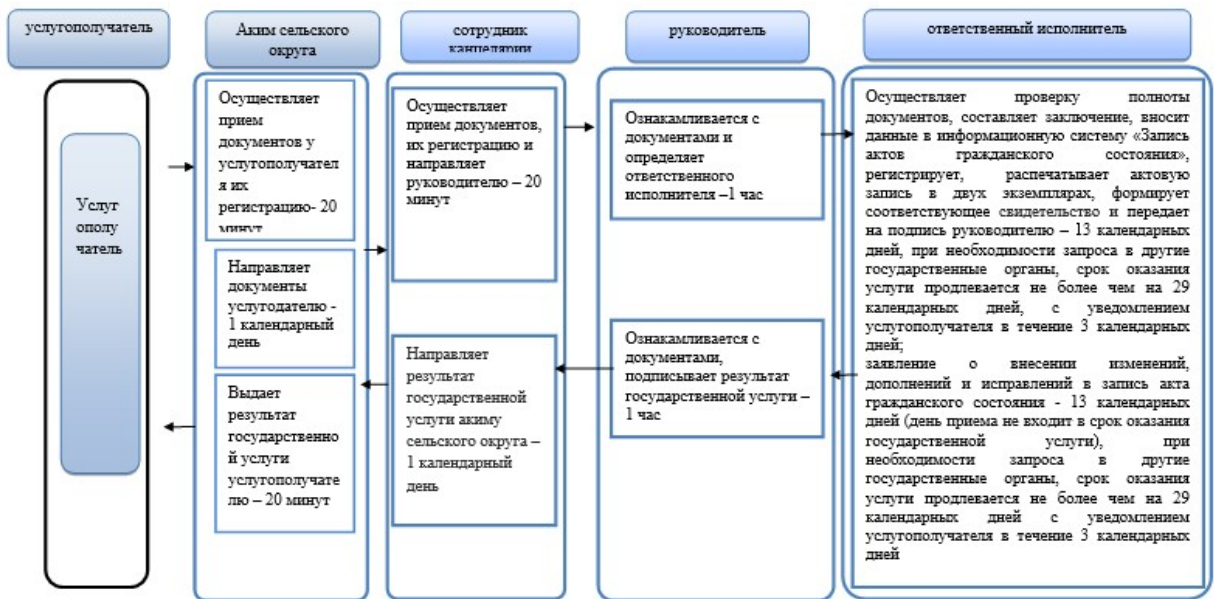 услугополучатель
Аким сельского
округа
сотрудник
канцелярии
руководитель
ответственный исполнитель
Услуг
ополу
чатель
Осуществляет
прием
документов у
услугополучател
я их
регистрацию- 20
минут
Направляет
документы
услугодателю -
1 календарный
день
Выдает
результат
государственно
й услуги
услугополучате
лю – 20 минут
Осуществляет
прием документов,
их регистрацию и
направляет
руководителю – 20
минут
Направляет
результат
государственной
услуги акиму
сельского округа –
1 календарный
день
Ознакамливается с
документами и
определяет
ответственного
исполнителя –1 час
Ознакамливается с
документами,
подписывает результат
государственной услуги –
1 час
Осуществляет проверку полноты
документов, составляет заключение, вносит
данные в информационную систему «Запись
актов гражданского состояния»,
регистрирует, распечатывает актовую
запись в двух экземплярах, формирует
соответствующее свидетельство и передает
на подпись руководителю – 13 календарных
дней, при необходимости запроса в другие
государственные органы, срок оказания
услуги продлевается не более чем на 29
календарных дней, с уведомлением
услугополучателя в течение 3 календарных
дней;
заявление о внесении изменений,
дополнений и исправлений в запись акта
гражданского состояния - 13 календарных
дней (день приема не входит в срок оказания
государственной услуги), при
необходимости запроса в другие
государственные органы, срок оказания
услуги продлевается не более чем на 29
календарных дней с уведомлением
услугополучателя в течение 3 календарных
дней